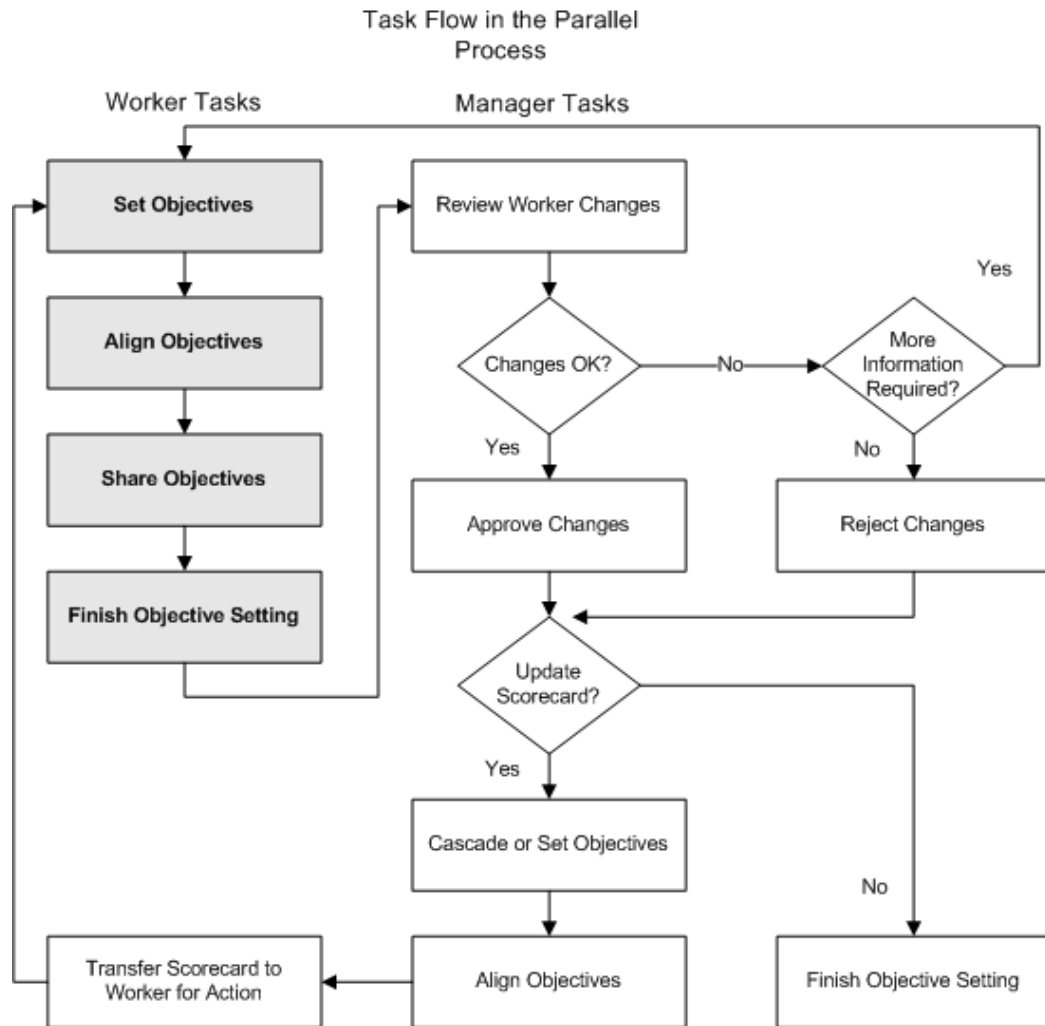 Task Flow in the Parallel
Process
Worker Tasks
Manager Tasks
Set Objectives
Review Worker Changes
Yes
Align Objectives
Changes OK?
No
More
Information
Required?
Yes
No
Share Objectives
Approve Changes
Reject Changes
Finish Objective Setting
Update
Scorecard?
Yes
Cascade or Set Objectives
No
Transfer Scorecard to
Worker for Action
Align Objectives
Finish Objective Setting